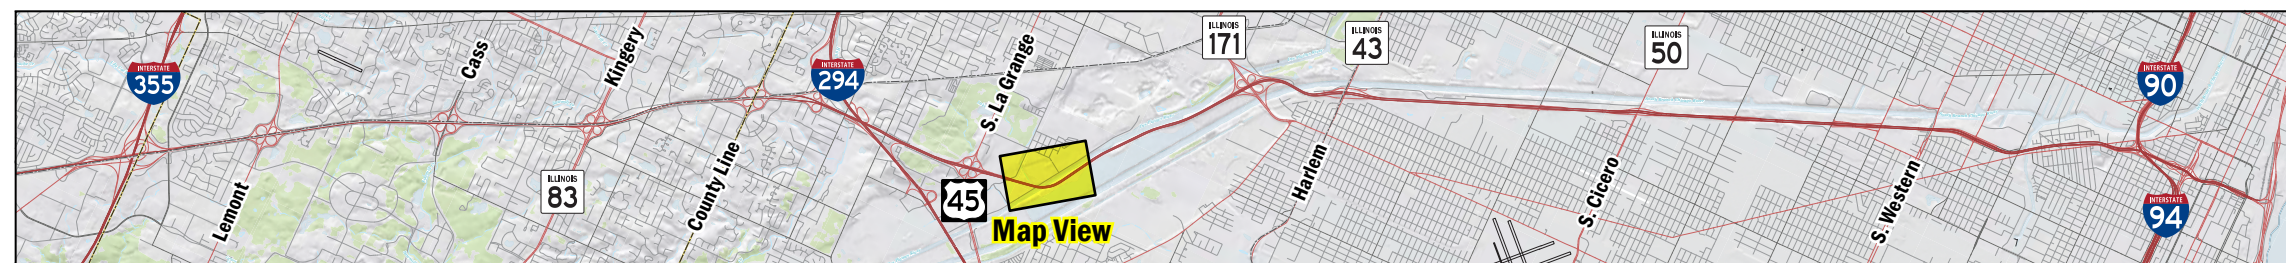 INTERSTATE
355
Lemont
Cass
ILLINOIS
83
Kingery
County Line
INTERSTATE
294
45
S. La Grange
Map View
ILLINOIS
171
Harlem
ILLINOIS
43
S. Cicero
ILLINOIS
50
S. Western
INTERSTATE
90
INTERSTATE
94